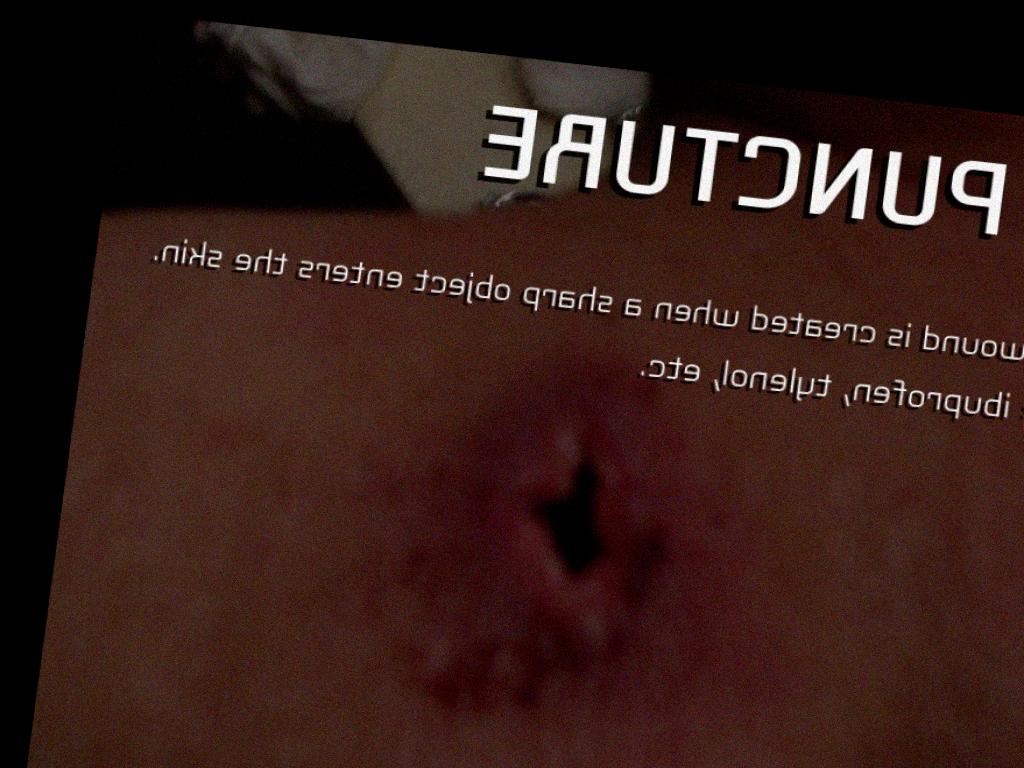 PUNCTURE
wound is created when a sharp object enters the skin.
ibuprofen, tylenol, etc.